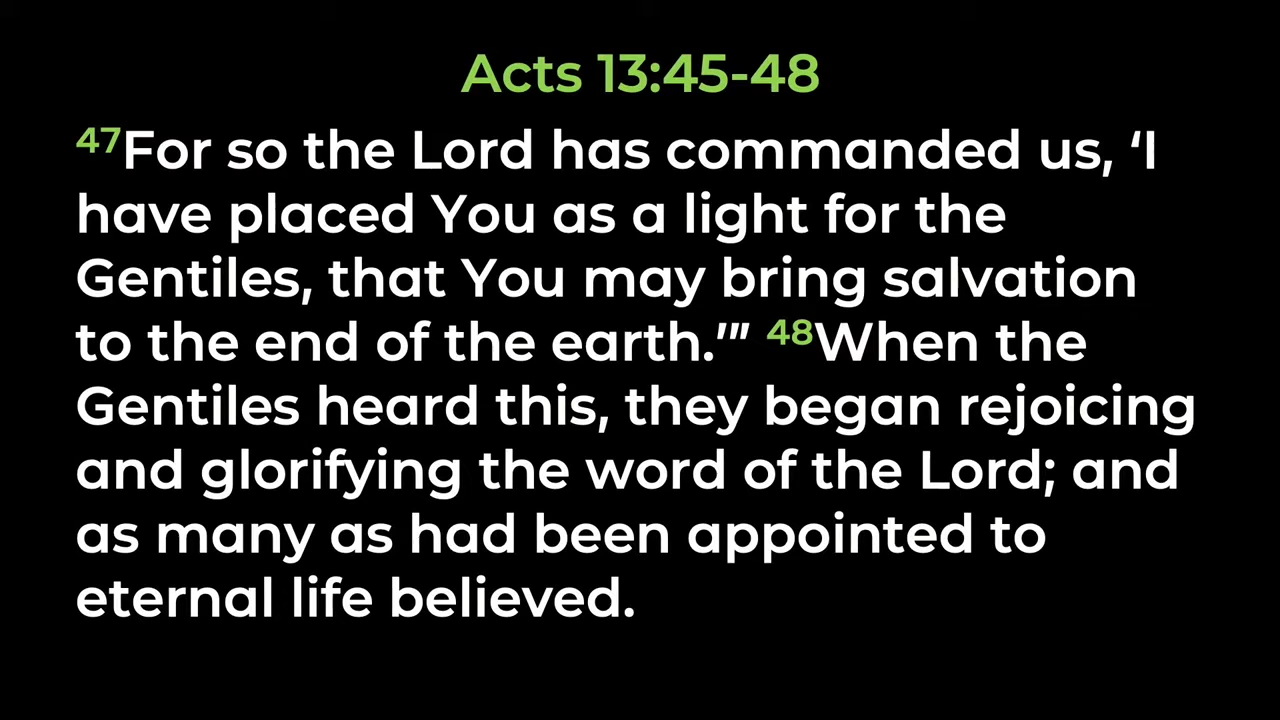 Acts 13:45-48
47For so the Lord has commanded us, ‘I
have placed You as a light for the
Gentiles, that You may bring salvation
to the end of the earth.’” 48When the
Gentiles heard this, they began rejoicing
and glorifying the word of the Lord; and
as many as had been appointed to
eternal life believed.